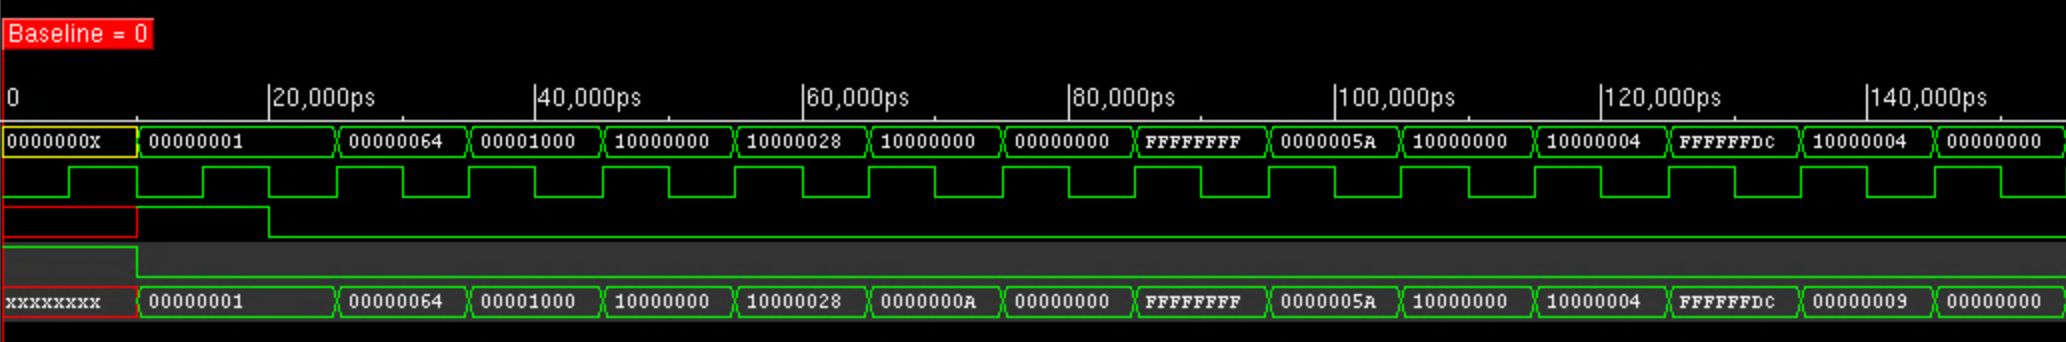 Baseline = 0
0 20,000ps 40,000ps 60,000ps 80,000ps 100,000ps 120,000ps 140,000ps
0000000X 00000001 00000064 00001000 10000000 10000028 10000000 00000000 FFFFFFFF 0000005A 10000000 10000004 FFFFFFDC 10000004 00000000
xxxxxxxx 00000001 00000064 00001000 10000000 10000028 0000000A 00000000 FFFFFFFF 0000005A 10000000 10000004 FFFFFFDC 00000009 00000000